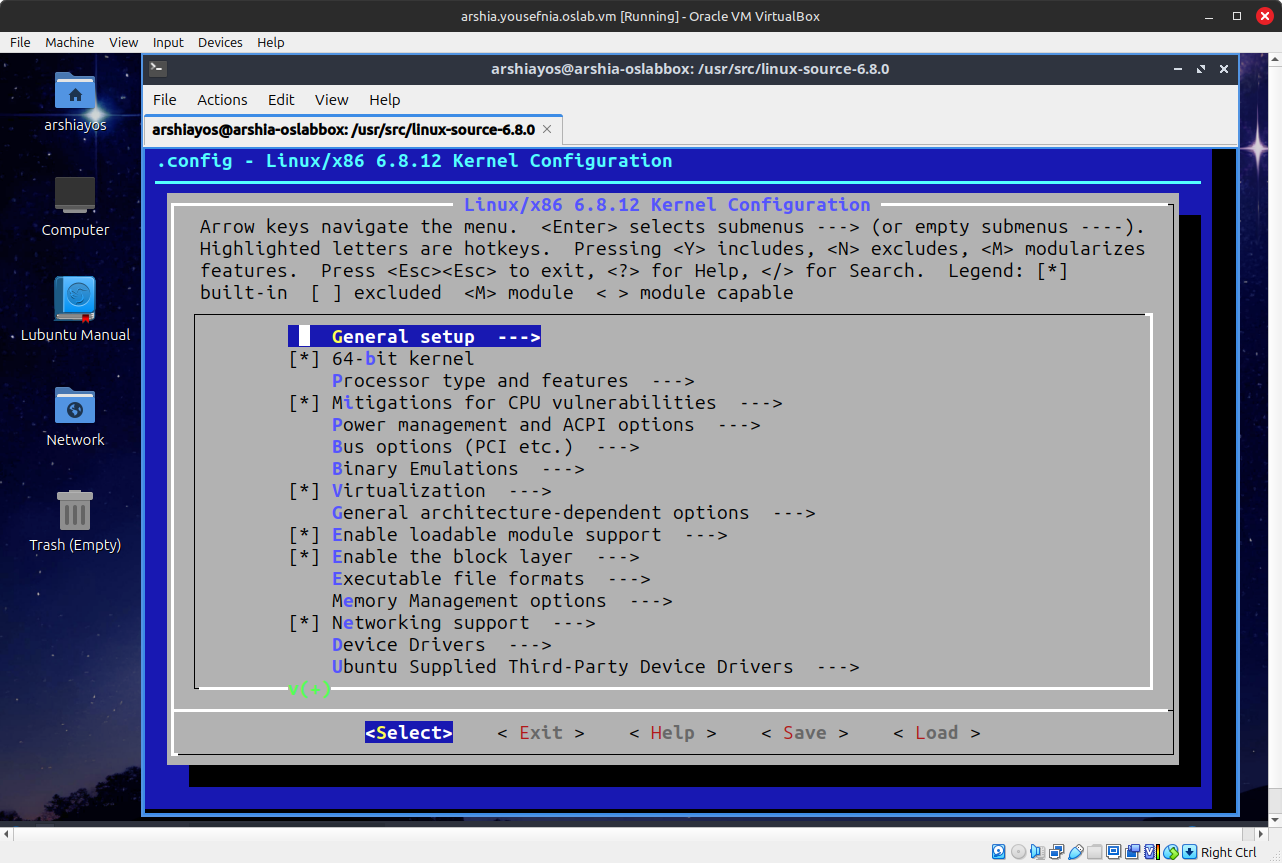 arshia.yousefnia.oslab.vm [Running] - Oracle VM VirtualBox
File Machine View Input Devices Help
arshiayos@arshia-oslabbox: /usr/src/linux-source-6.8.0
File Actions Edit View Help
arshiayos@arshia-oslabbox: /usr/src/linux-source-6.8.0 ×
.config - Linux/x86 6.8.12 Kernel Configuration
Linux/x86 6.8.12 Kernel Configuration
Arrow keys navigate the menu.  <Enter> selects submenus ---> (or empty submenus ----).
Highlighted letters are hotkeys.  Pressing <Y> includes, <N> excludes, <M> modularizes
features.  Press <Esc><Esc> to exit, <?> for Help, </> for Search.  Legend: [*]
built-in  [ ] excluded  <M> module  < > module capable
General setup  --->
[*] 64-bit kernel
Processor type and features  --->
[*] Mitigations for CPU vulnerabilities  --->
Power management and ACPI options  --->
Bus options (PCI etc.)  --->
Binary Emulations  --->
[*] Virtualization  --->
General architecture-dependent options  --->
[*] Enable loadable module support  --->
[*] Enable the block layer  --->
Executable file formats  --->
Memory Management options  --->
[*] Networking support  --->
Device Drivers  --->
Ubuntu Supplied Third-Party Device Drivers  --->
v(+)
<Select>    < Exit >    < Help >    < Save >    < Load >
arshiayos
Computer
Lubuntu Manual
Network
Trash (Empty)
Right Ctrl